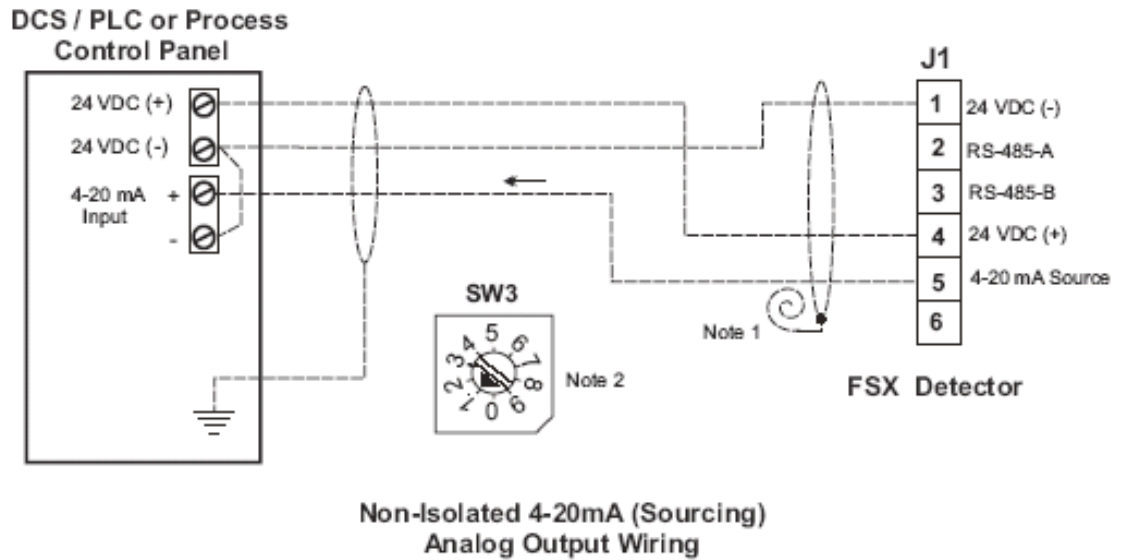 DCS / PLC or Process
Control Panel
24 VDC (+)
24 VDC (-)
4-20 mA +
Input
-
J1
1 24 VDC (-)
2 RS-485-A
3 RS-485-B
4 24 VDC (+)
5 4-20 mA Source
6
Note 1
FSX Detector
SW3
0 1 2 3 4 5 6 7 8 9
Note 2
Non-Isolated 4-20mA (Sourcing)
Analog Output Wiring